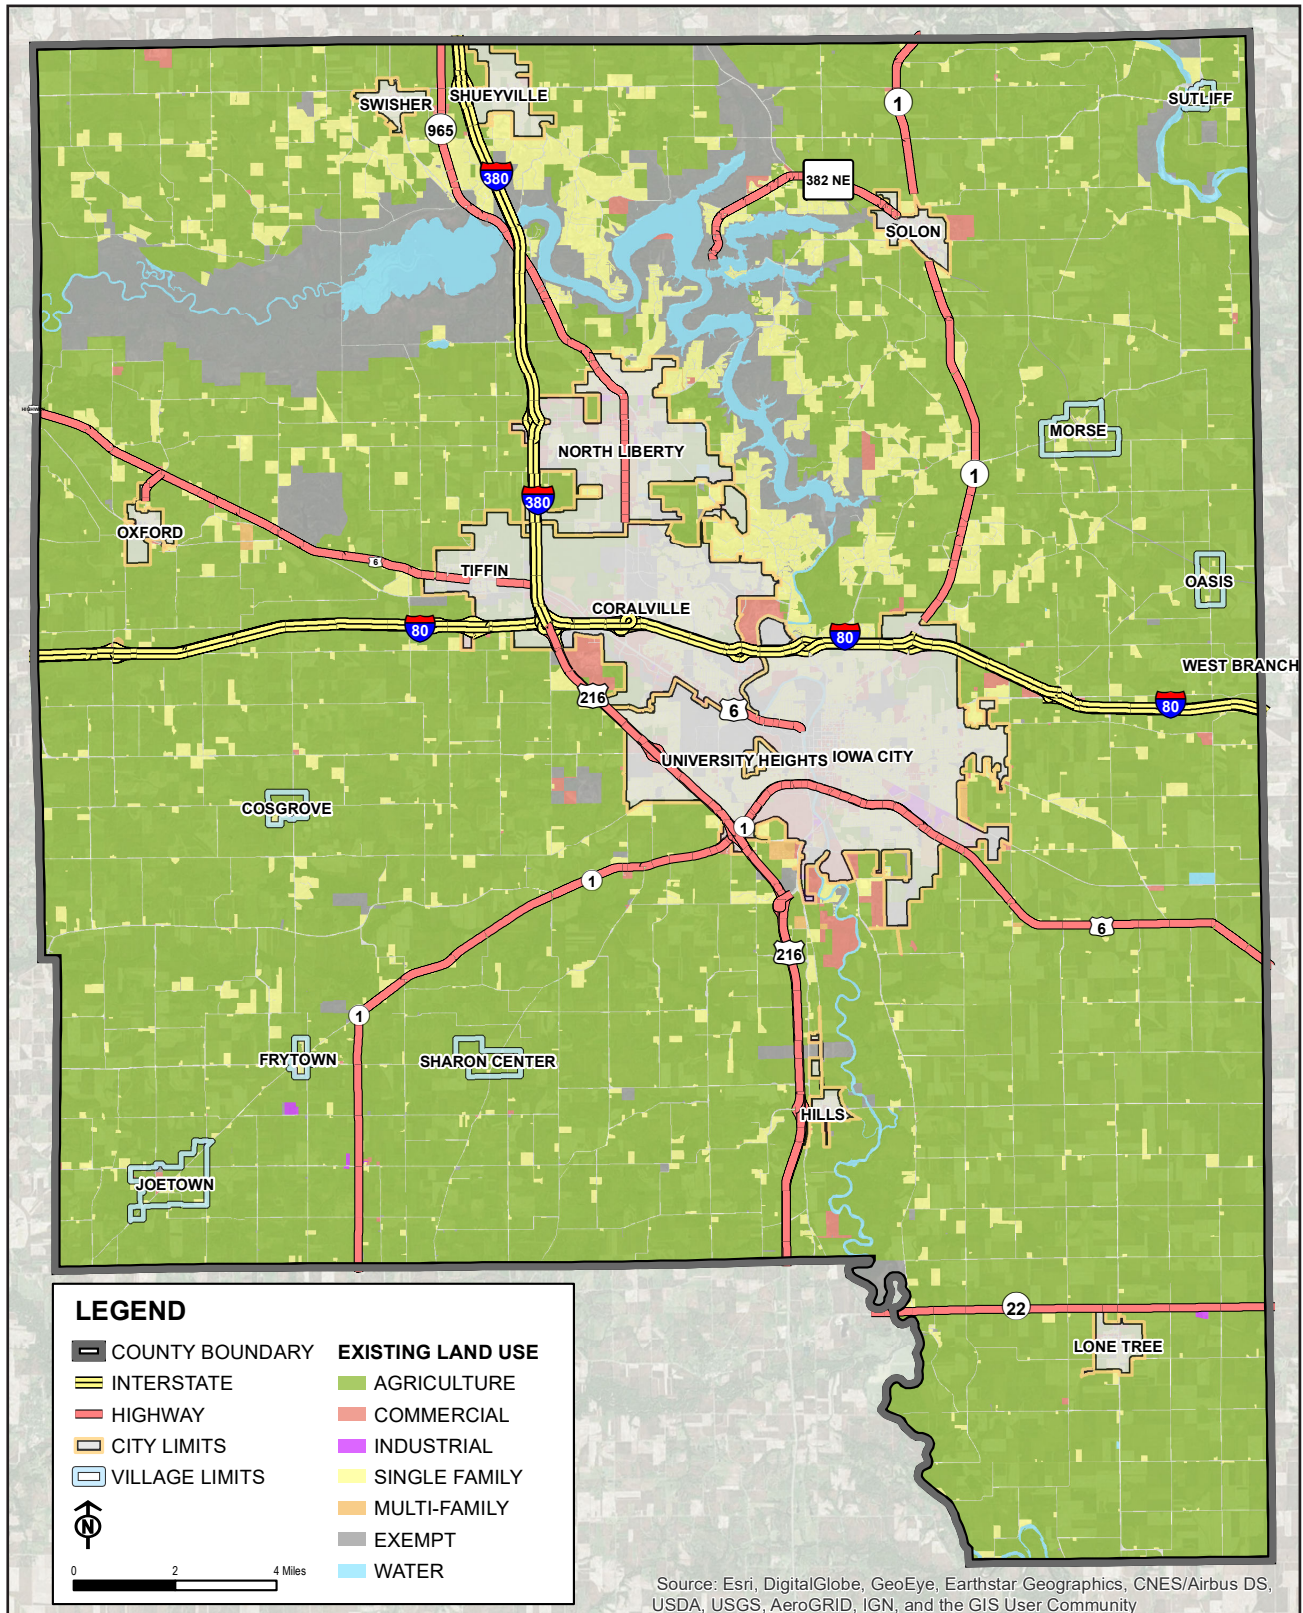 SWISHER
SHUEYVILLE
965
380
1
SUTLIFF
382 NE
SOLON
NORTH LIBERTY
MORSE
1
380
OXFORD
6
TIFFIN
OASIS
CORALVILLE
80
80
WEST BRANCH
216
6
80
UNIVERSITY HEIGHTS
IOWA CITY
COSGROVE
1
1
6
216
1
FRYTOWN
SHARON CENTER
HILLS
JOETOWN
22
LONE TREE
LEGEND
COUNTY BOUNDARY
INTERSTATE
HIGHWAY
CITY LIMITS
VILLAGE LIMITS
N
0 2 4 Miles
EXISTING LAND USE
AGRICULTURE
COMMERCIAL
INDUSTRIAL
SINGLE FAMILY
MULTI-FAMILY
EXEMPT
WATER
Source: Esri, DigitalGlobe, GeoEye, Earthstar Geographics, CNES/Airbus DS,
USDA, USGS, AeroGRID, IGN, and the GIS User Community